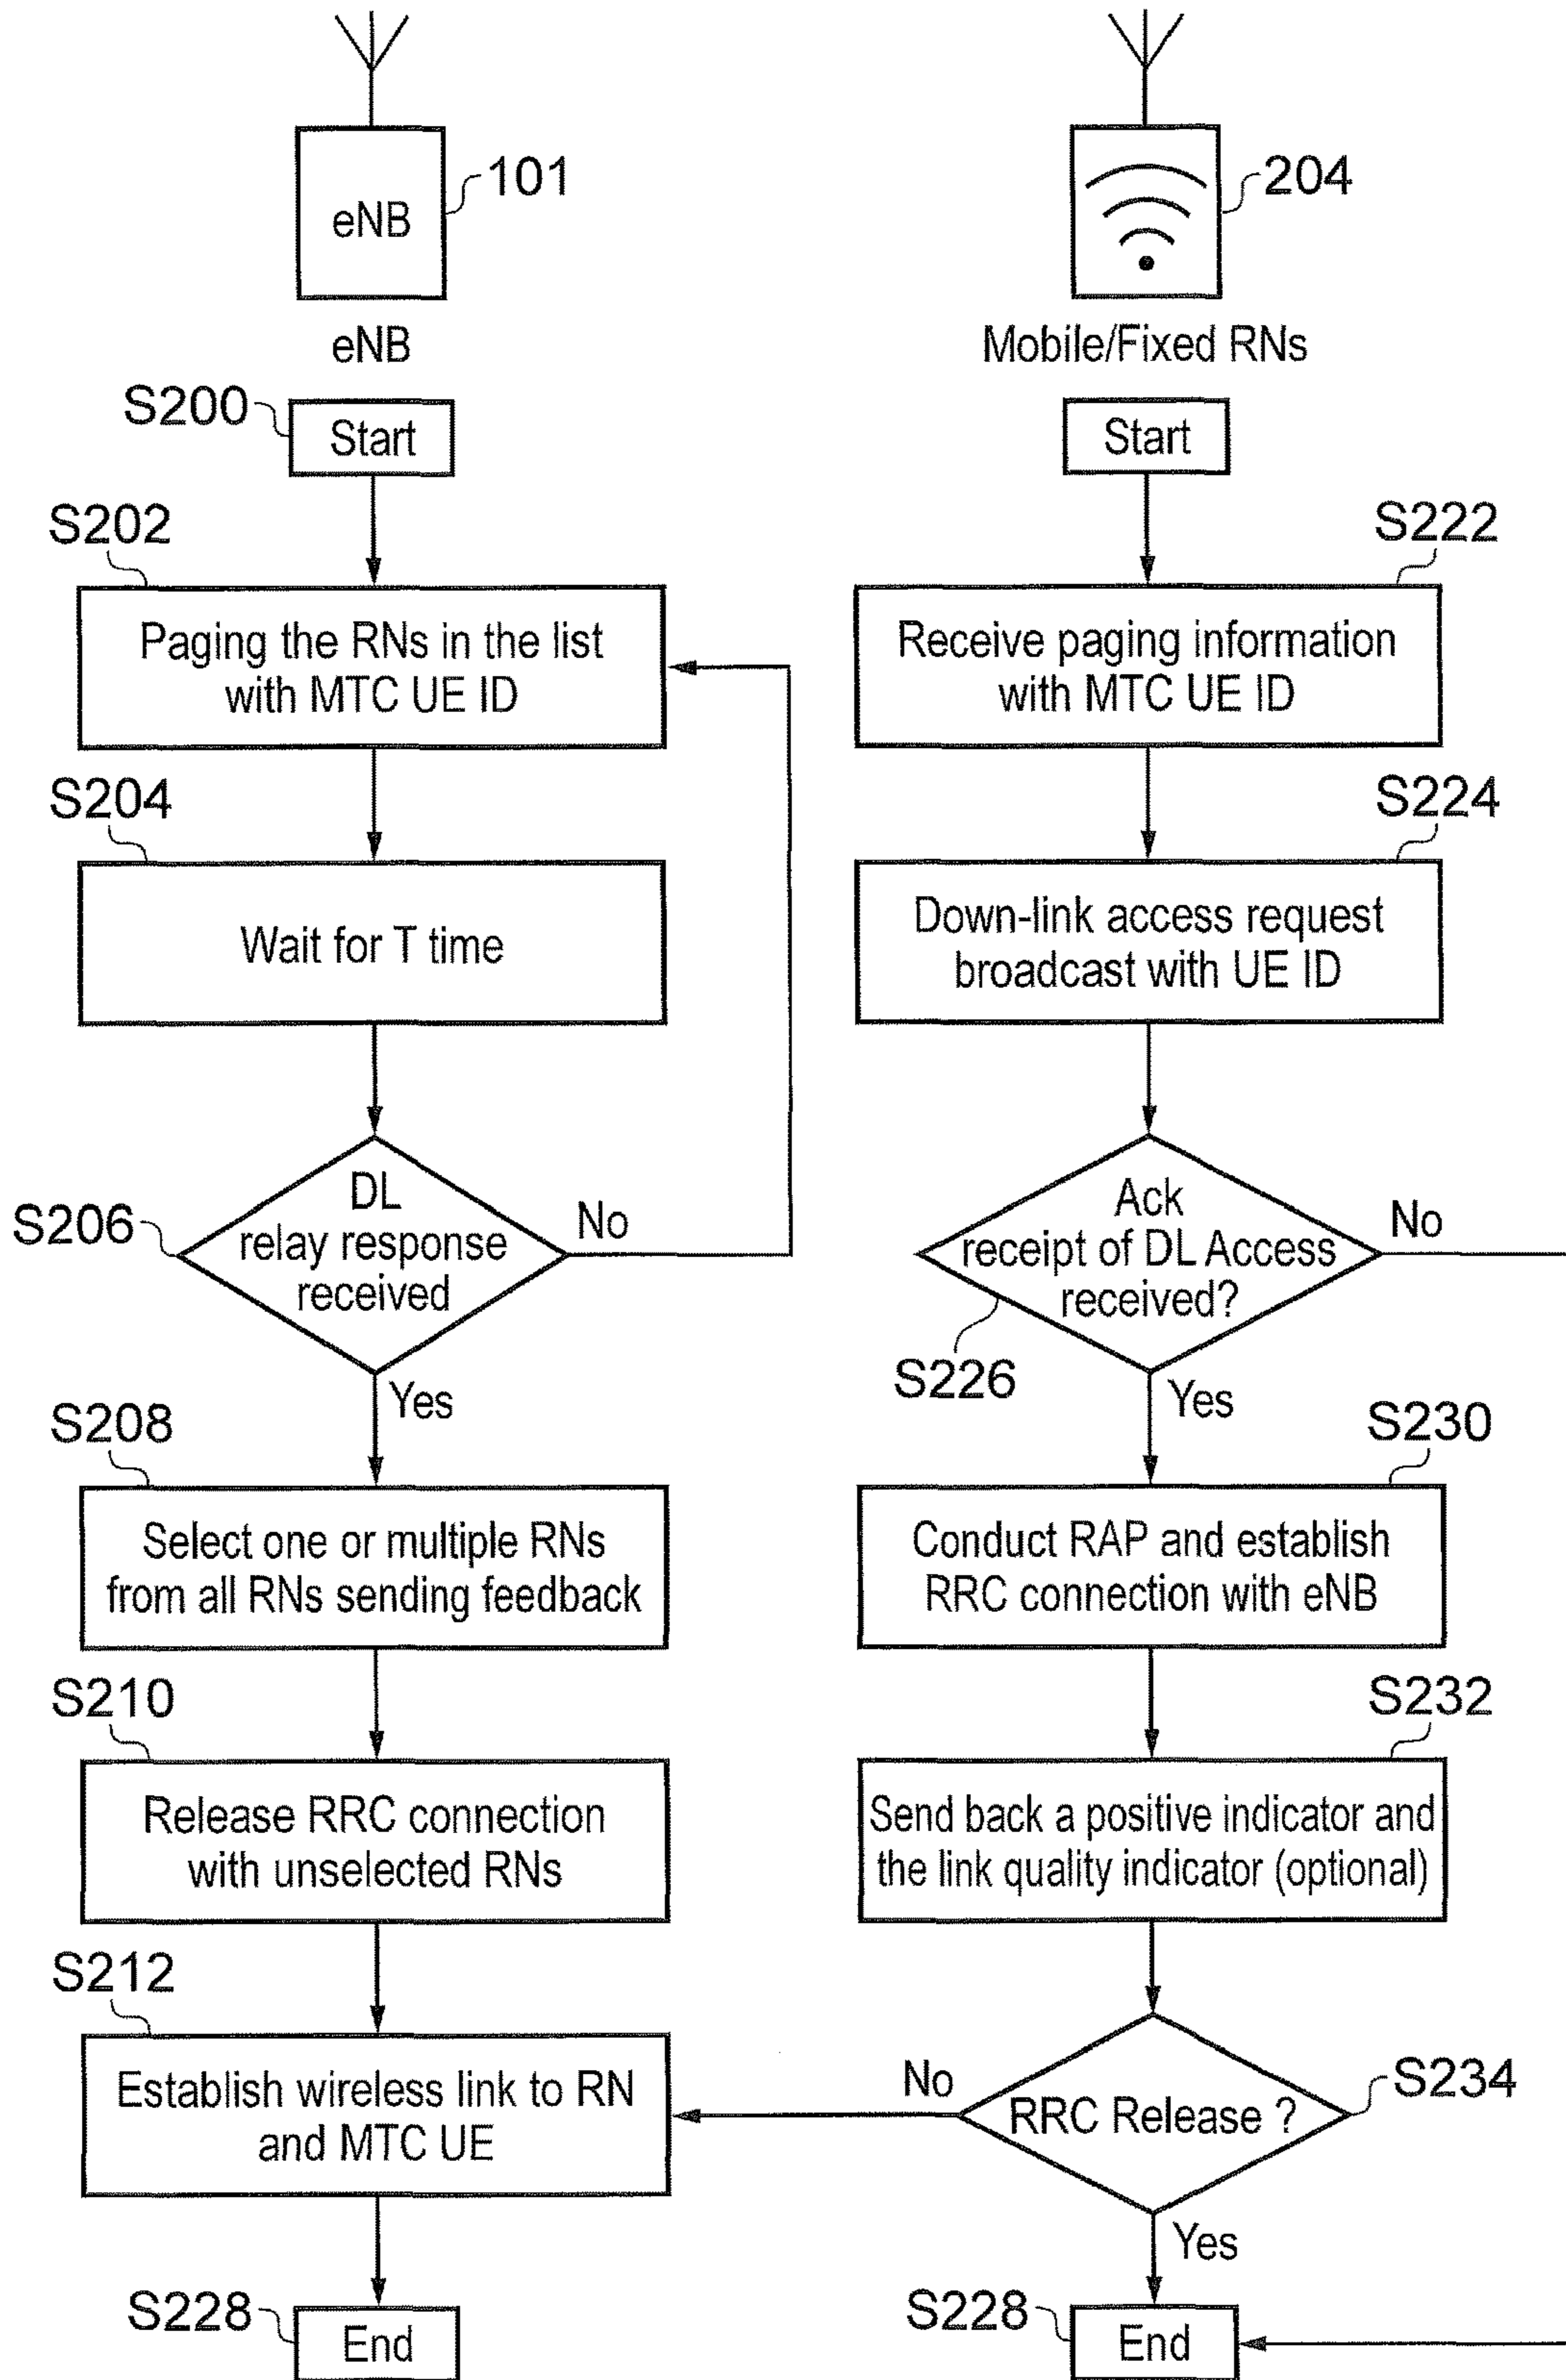 eNB
101
eNB
S200
Start
S202
Paging the RNs in the list
with MTC UE ID
S204
Wait for T time
S206
DL
relay response
received
No
Yes
S208
Select one or multiple RNs
from all RNs sending feedback
S210
Release RRC connection
with unselected RNs
S212
Establish wireless link to RN
and MTC UE
S228
End
204
Mobile/Fixed RNs
Start
S222
Receive paging information
with MTC UE ID
S224
Down-link access request
broadcast with UE ID
Ack
receipt of DL Access
received?
No
S226
Yes
S230
Conduct RAP and establish
RRC connection with eNB
S232
Send back a positive indicator and
the link quality indicator (optional)
No
RRC Release ?
S234
Yes
S228
End